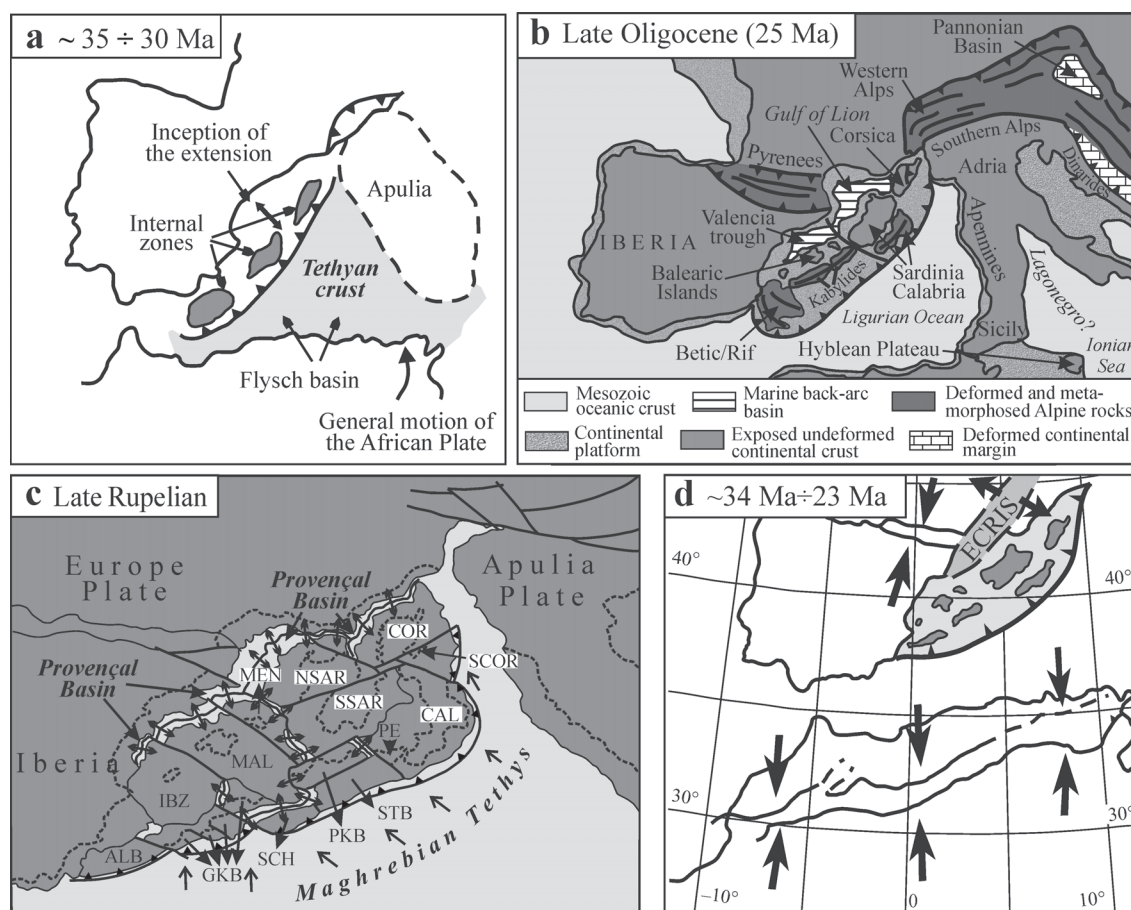 a ~ 35 ÷ 30 Ma
Inception of
the extension
Apulia
Internal
zones
Tethyan
crust
Flysch basin
General motion of
the African Plate
b Late Oligocene (25 Ma)
Pannonian
Basin
Western
Alps
Gulf of Lion
Corsica
Southern Alps
Pyrenees
Adria
Dinarides
Valencia
trough
IBERIA
Apennines
Balearic
Islands
Kabylides
Sardinia
Calabria
Lagonegro?
Ligurian Ocean
Betic/Rif
Sicily
Hyblean Plateau
Ionian
Sea
Mesozoic
oceanic crust
Marine back-arc
basin
Deformed and meta-
morphosed Alpine rocks
Continental
platform
Exposed undeformed
continental crust
Deformed continental
margin
c Late Rupelian
Europe
Plate
Provençal
Basin
Apulia
Plate
COR
SCOR
Provençal
Basin
MEN
NSAR
SSAR
CAL
PE
Iberia
MAL
IBZ
STB
PKB
ALB
SCH
GKB
Maghrebian Tethys
d ~34 Ma÷23 Ma
ECRIS
40°
40°
30°
30°
–10°
0
10°